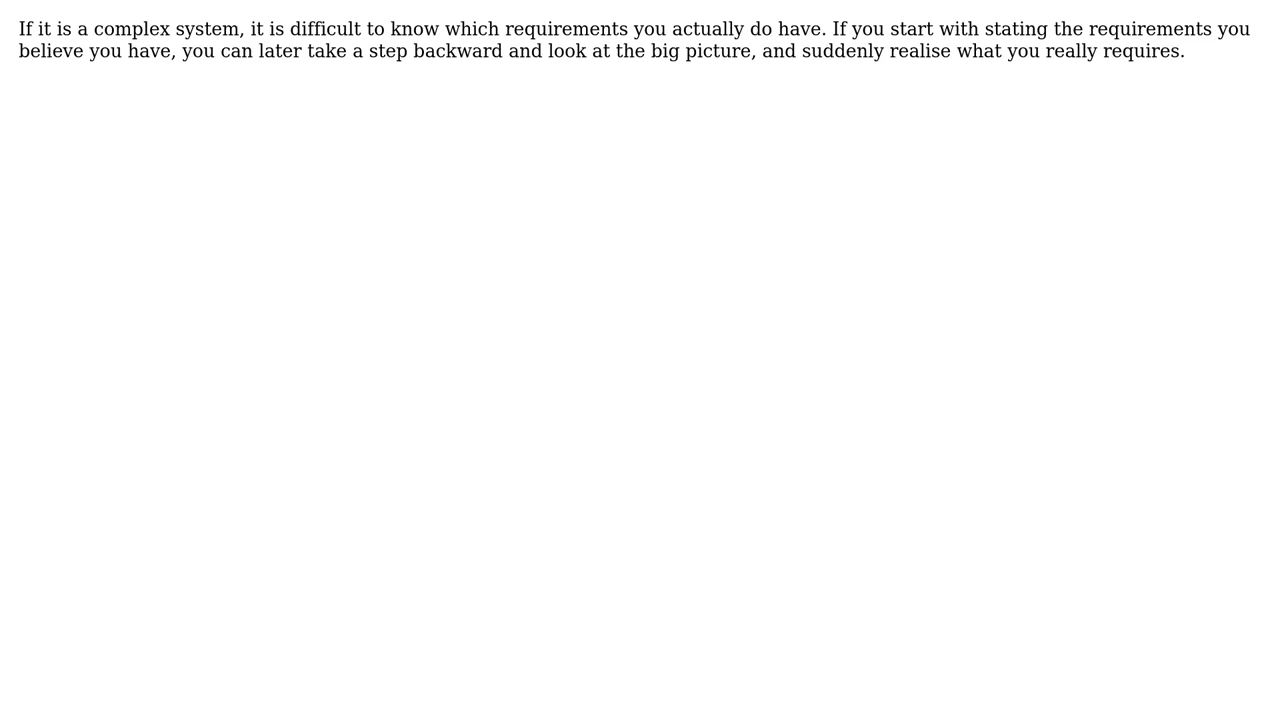 If it is a complex system, it is difficult to know which requirements you actually do have. If you start with stating the requirements you
believe you have, you can later take a step backward and look at the big picture, and suddenly realise what you really requires.